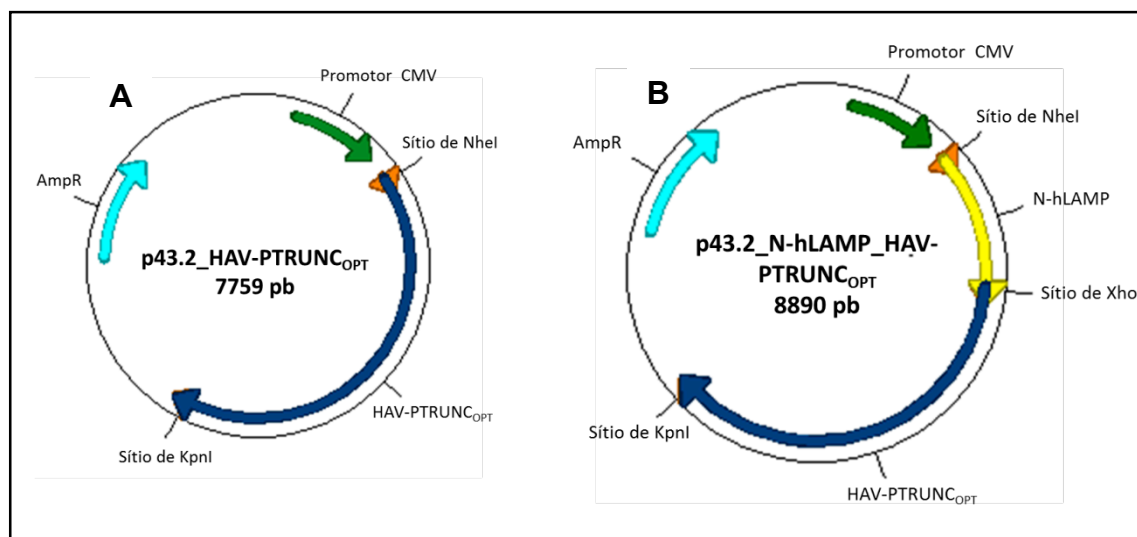 A
Promotor CMV
Sítio de NheI
AmpR
p43.2_HAV-PTRUNCOPT
7759 pb
HAV-PTRUNCOPT
Sítio de KpnI
B
Promotor CMV
Sítio de NheI
AmpR
N-hLAMP
p43.2_N-hLAMP_HAV-
PTRUNCOPT
8890 pb
Sítio de Xho
Sítio de KpnI
HAV-PTRUNCOPT